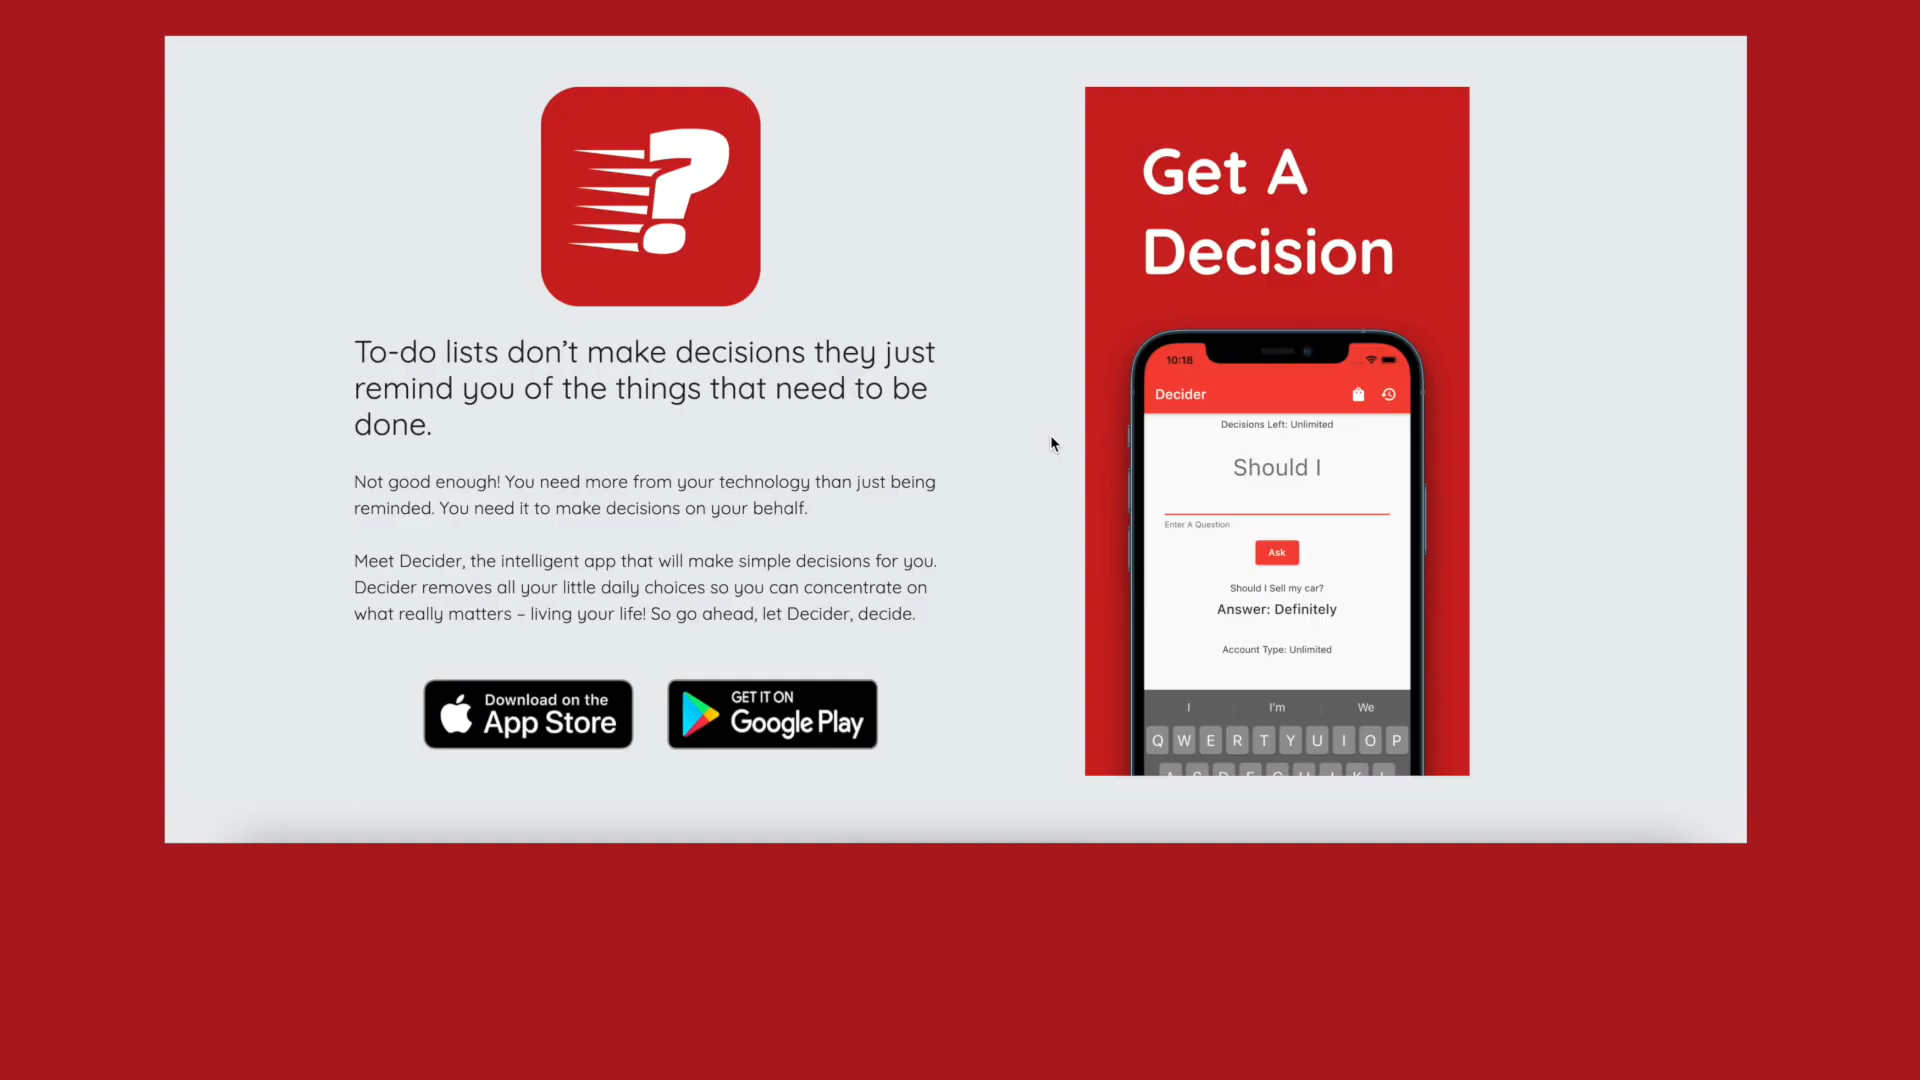 ?
To-do lists don’t make decisions they just
remind you of the things that need to be
done.
Not good enough! You need more from your technology than just being
reminded. You need it to make decisions on your behalf.
Meet Decider, the intelligent app that will make simple decisions for you.
Decider removes all your little daily choices so you can concentrate on
what really matters – living your life! So go ahead, let Decider, decide.
Download on the
App Store
GET IT ON
Google Play
Get A
Decision
10:18
Decider
Decisions Left: Unlimited
Should I
Enter A Question
Ask
Should I Sell my car?
Answer: Definitely
Account Type: Unlimited
I I'm We
Q W E R T Y U I O P